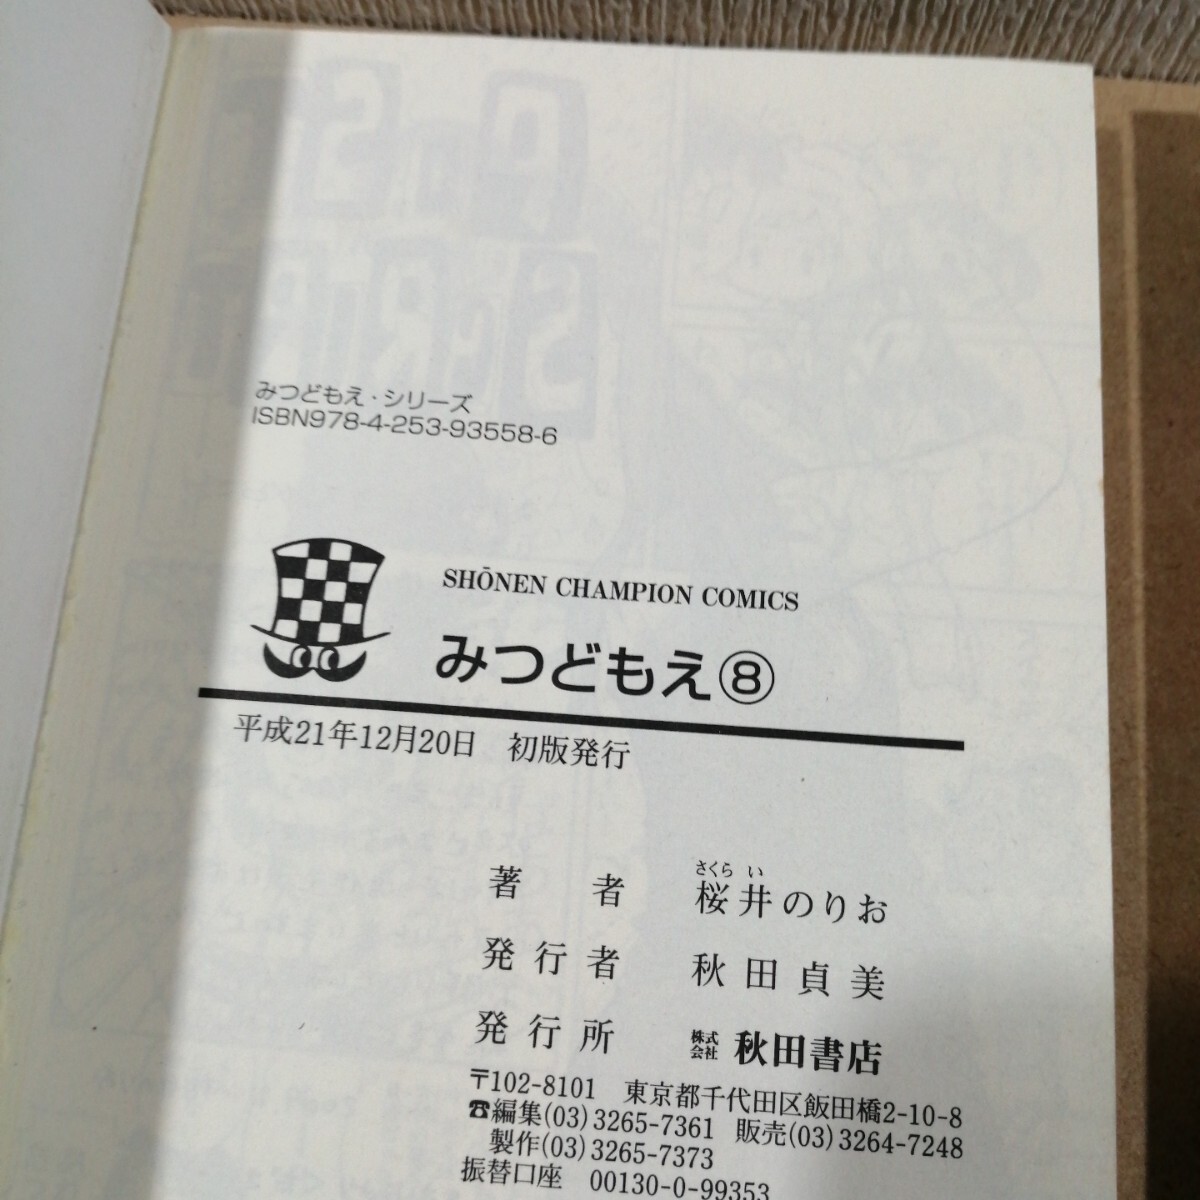 みつどもえ・シリーズ
ISBN978-4-253-93558-6
SHŌNEN CHAMPION COMICS
みつどもえ⑧
平成21年12月20日 初版発行
さくら い
著者 桜井のりお
発行者 秋田貞美
発行所 株式会社 秋田書店
〒102-8101 東京都千代田区飯田橋2-10-8
☎編集(03)3265-7361 販売(03)3264-7248
製作(03)3265-7373
振替口座 00130-0-99353